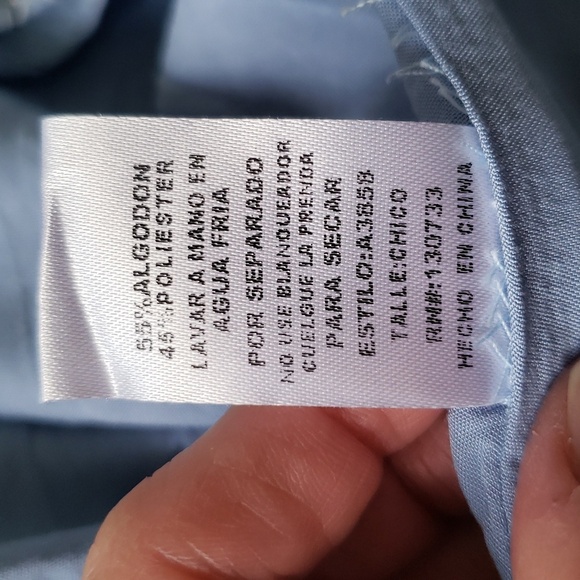 55%ALGODON
45%POLIESTER
LAVAR A MANO EN
AGUA FRIA
POR SEPARADO
NO USE BLANQUEADOR
CUELGUE LA PRENDA
PARA SECAR
ESTILO:A3858
TALLE:CHICO
RN#:130733
HECHO EN CHINA